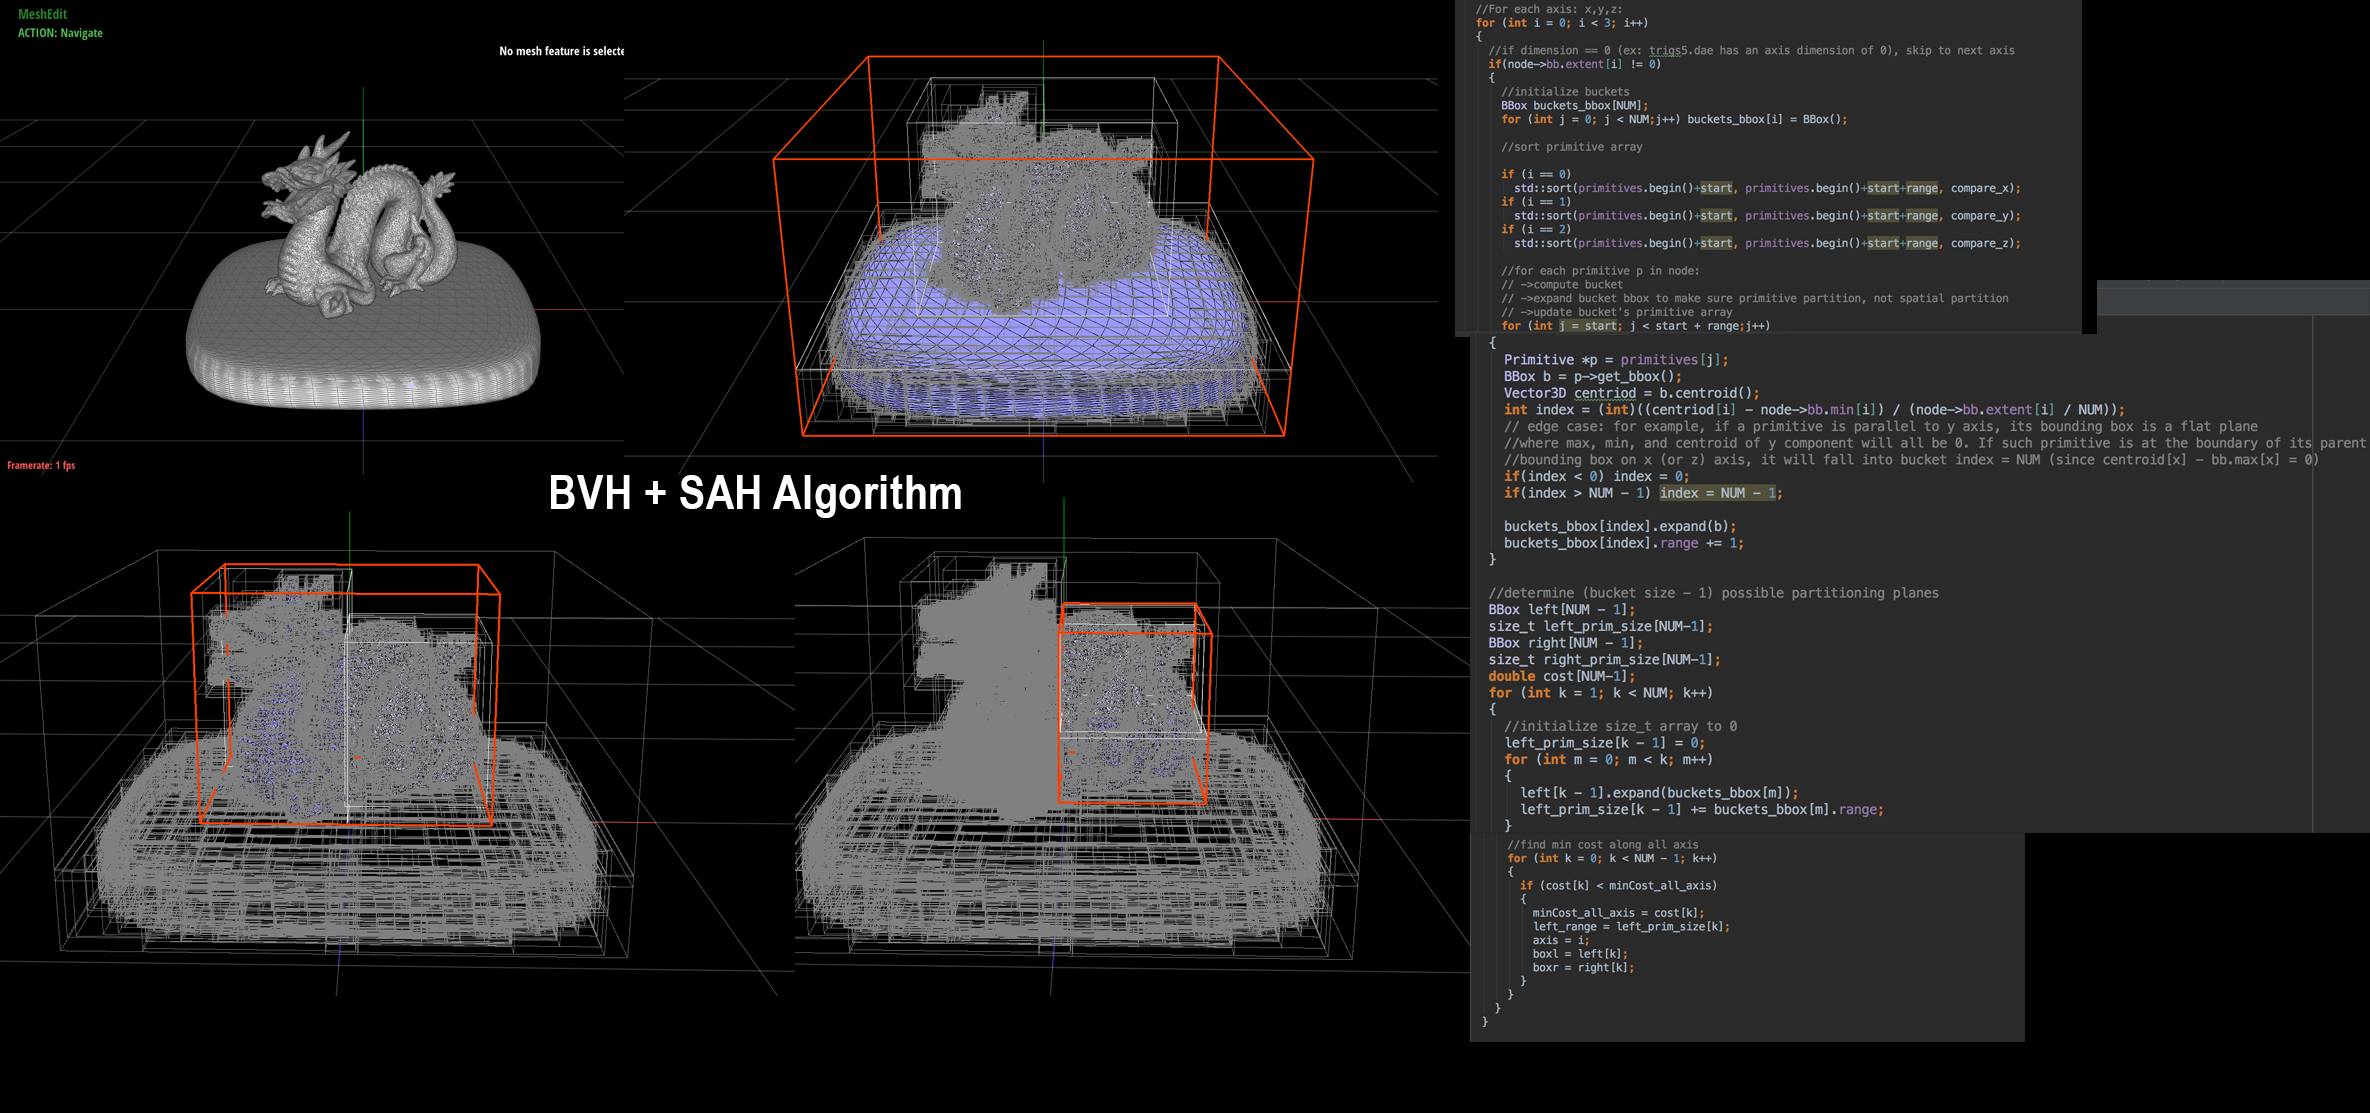 MeshEdit
ACTION: Navigate
No mesh feature is selecte
Framerate: 1 fps
BVH + SAH Algorithm
//For each axis: x,y,z:
for (int i = 0; i < 3; i++)
{
//if dimension == 0 (ex: trigs5.dae has an axis dimension of 0), skip to next axis
if(node->bb.extent[i] != 0)
{
//initialize buckets
BBox buckets_bbox[NUM];
for (int j = 0; j < NUM;j++) buckets_bbox[i] = BBox();
//sort primitive array
if (i == 0)
std::sort(primitives.begin()+start, primitives.begin()+start+range, compare_x);
if (i == 1)
std::sort(primitives.begin()+start, primitives.begin()+start+range, compare_y);
if (i == 2)
std::sort(primitives.begin()+start, primitives.begin()+start+range, compare_z);
//for each primitive p in node:
// ->compute bucket
// ->expand bucket bbox to make sure primitive partition, not spatial partition
// ->update bucket's primitive array
for (int j = start; j < start + range;j++)
{
Primitive *p = primitives[j];
BBox b = p->get_bbox();
Vector3D centriod = b.centroid();
int index = (int)((centriod[i] - node->bb.min[i]) / (node->bb.extent[i] / NUM));
// edge case: for example, if a primitive is parallel to y axis, its bounding box is a flat plane
//where max, min, and centroid of y component will all be 0. If such primitive is at the boundary of its parent
//bounding box on x (or z) axis, it will fall into bucket index = NUM (since centroid[x] - bb.max[x] = 0)
if(index < 0) index = 0;
if(index > NUM - 1) index = NUM - 1;
buckets_bbox[index].expand(b);
buckets_bbox[index].range += 1;
}
//determine (bucket size - 1) possible partitioning planes
BBox left[NUM - 1];
size_t left_prim_size[NUM-1];
BBox right[NUM - 1];
size_t right_prim_size[NUM-1];
double cost[NUM-1];
for (int k = 1; k < NUM; k++)
{
//initialize size_t array to 0
left_prim_size[k - 1] = 0;
for (int m = 0; m < k; m++)
{
left[k - 1].expand(buckets_bbox[m]);
left_prim_size[k - 1] += buckets_bbox[m].range;
}
//find min cost along all axis
for (int k = 0; k < NUM - 1; k++)
{
if (cost[k] < minCost_all_axis)
{
minCost_all_axis = cost[k];
left_range = left_prim_size[k];
axis = i;
boxl = left[k];
boxr = right[k];
}
}
}
}